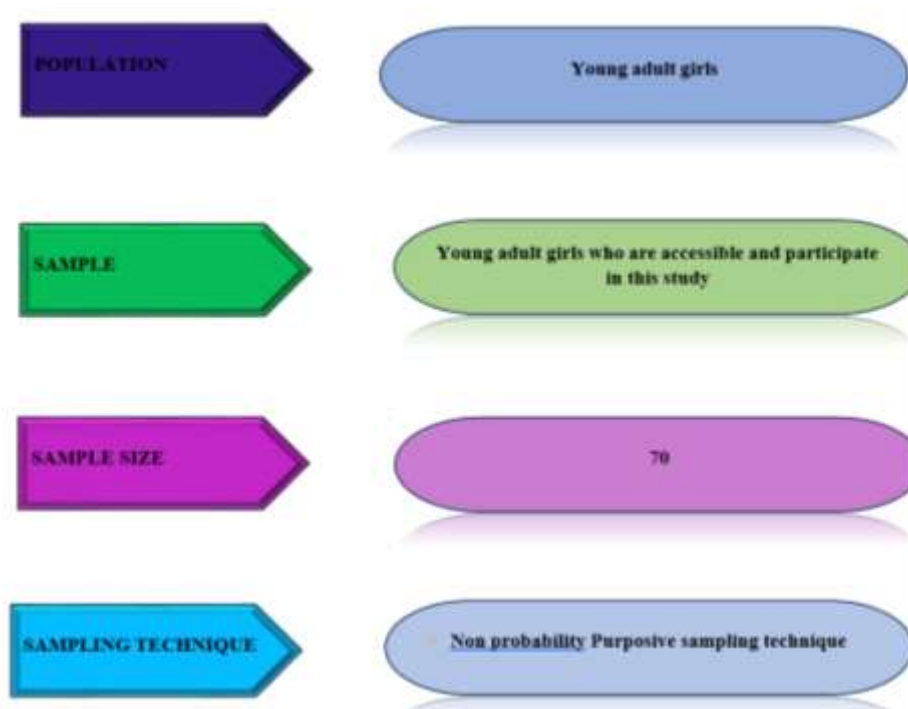 POPULATION
Young adult girls
SAMPLE
Young adult girls who are accessible and participate
in this study
SAMPLE SIZE
70
SAMPLING TECHNIQUE
Non probability Purposive sampling technique